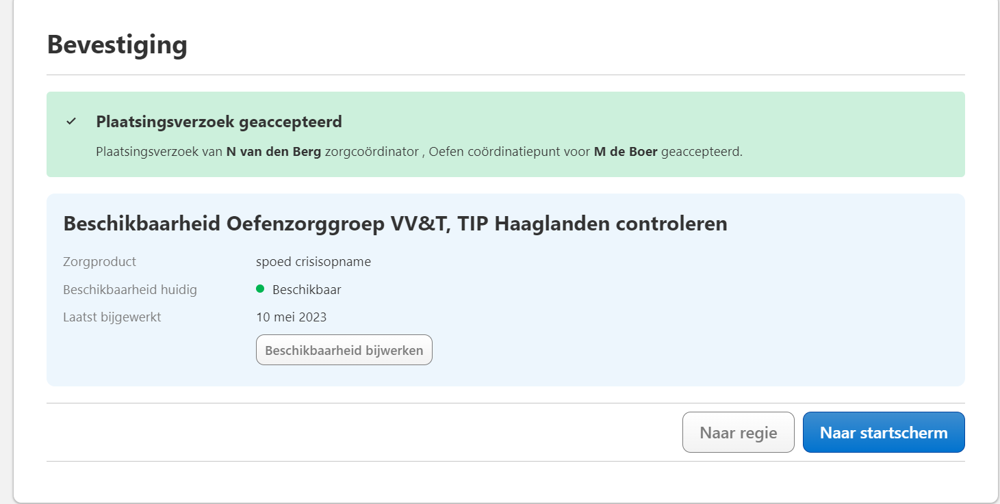 Bevestiging
Plaatsingsverzoek geaccepteerd
Plaatsingsverzoek van N van den Berg zorgcoördinator , Oefen coördinatiepunt voor M de Boer geaccepteerd.
Beschikbaarheid Oefenzorggroep VV&T, TIP Haaglanden controleren
Zorgproduct spoed crisisopname
Beschikbaarheid huidig Beschikbaar
Laatst bijgewerkt 10 mei 2023
Beschikbaarheid bijwerken
Naar regie Naar startscherm